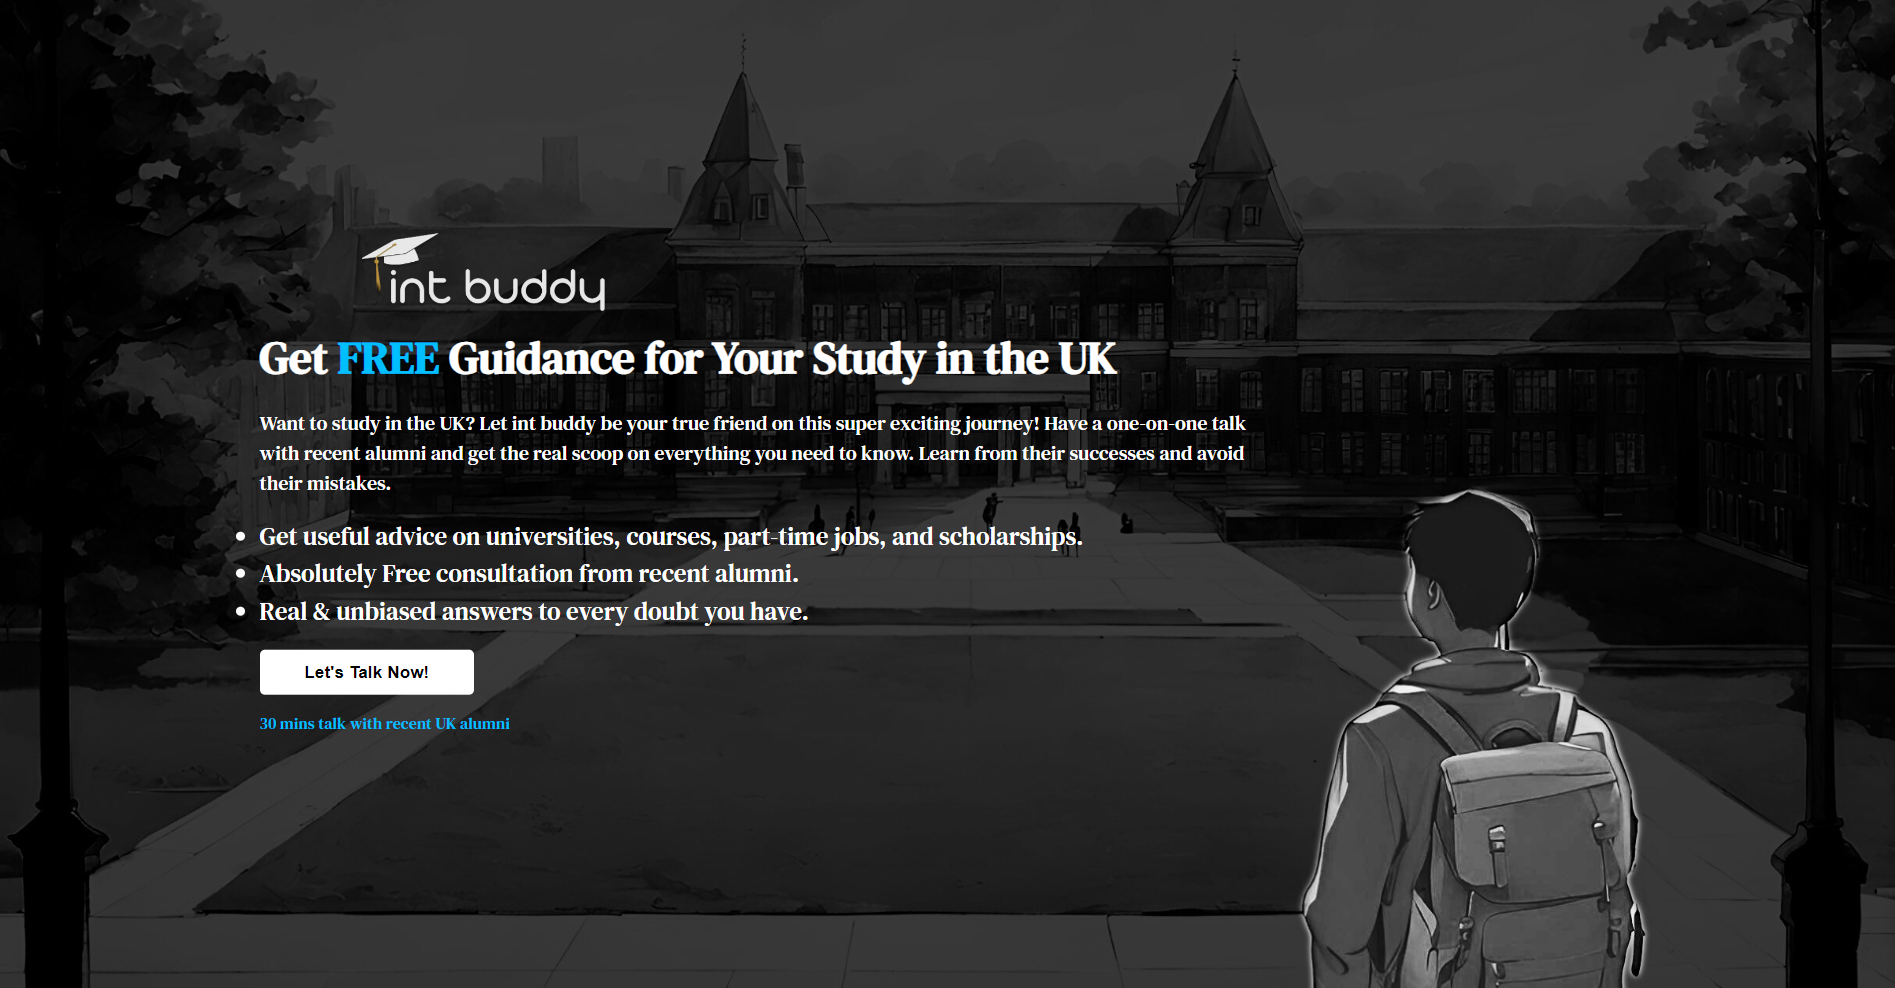 int buddy
Get FREE Guidance for Your Study in the UK
Want to study in the UK? Let int buddy be your true friend on this super exciting journey! Have a one-on-one talk
with recent alumni and get the real scoop on everything you need to know. Learn from their successes and avoid
their mistakes.
• Get useful advice on universities, courses, part-time jobs, and scholarships.
• Absolutely Free consultation from recent alumni.
• Real & unbiased answers to every doubt you have.
Let's Talk Now!
30 mins talk with recent UK alumni